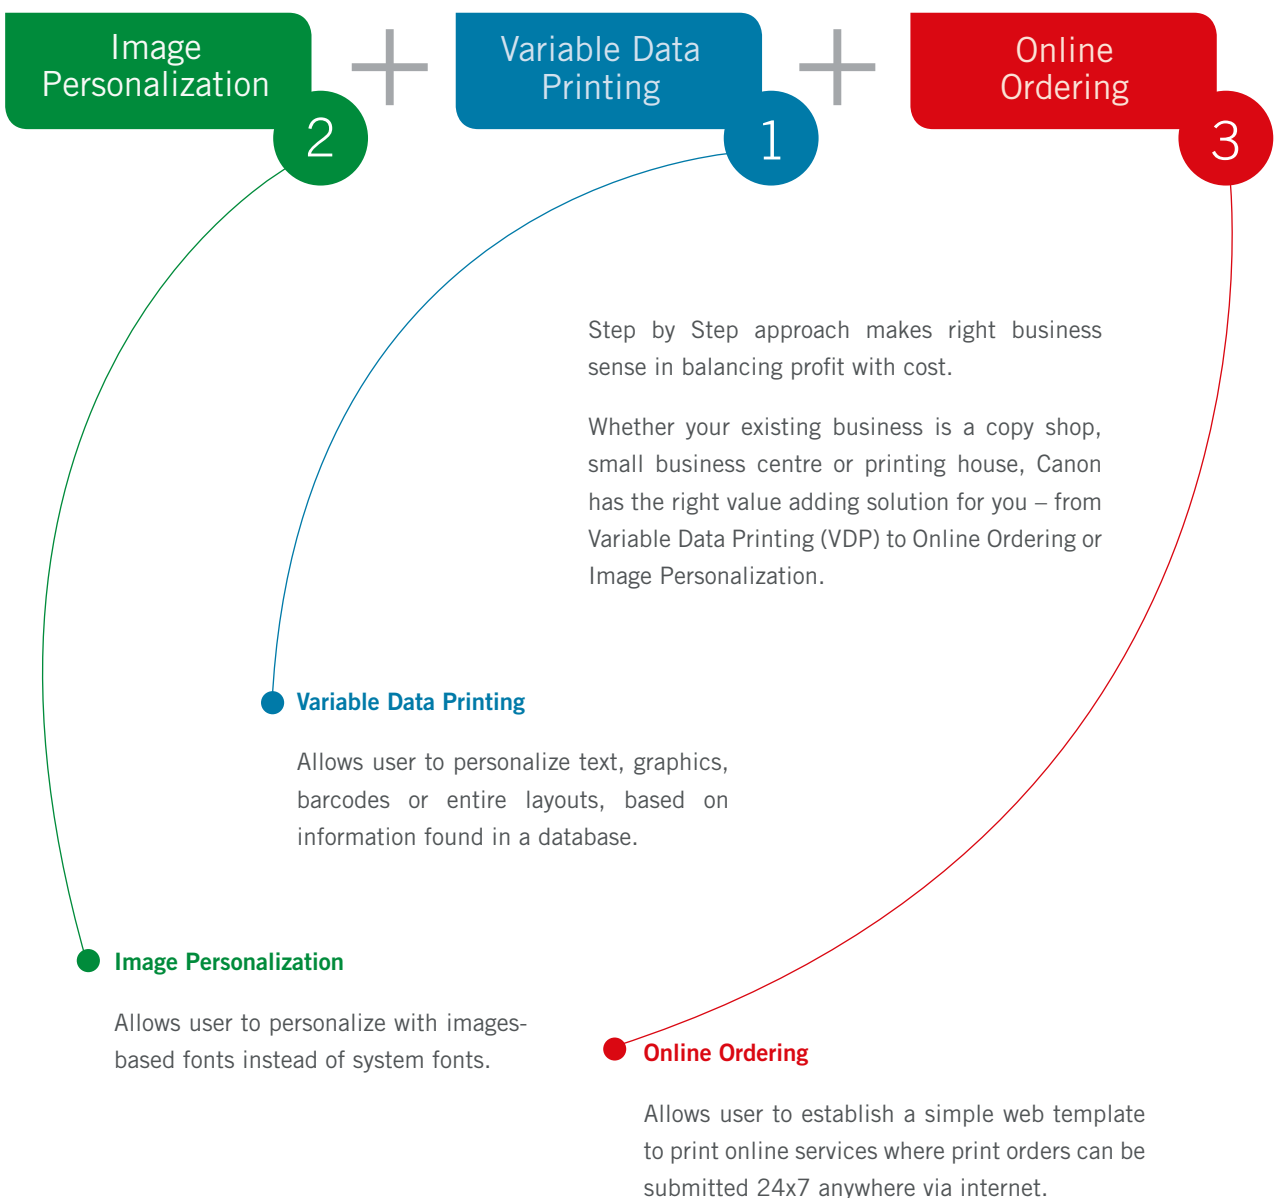 Image
Personalization
2
Variable Data
Printing
1
Online
Ordering
3
Step by Step approach makes right business
sense in balancing profit with cost.
Whether your existing business is a copy shop,
small business centre or printing house, Canon
has the right value adding solution for you – from
Variable Data Printing (VDP) to Online Ordering or
Image Personalization.
Variable Data Printing
Allows user to personalize text, graphics,
barcodes or entire layouts, based on
information found in a database.
Image Personalization
Allows user to personalize with images-
based fonts instead of system fonts.
Online Ordering
Allows user to establish a simple web template
to print online services where print orders can be
submitted 24x7 anywhere via internet.